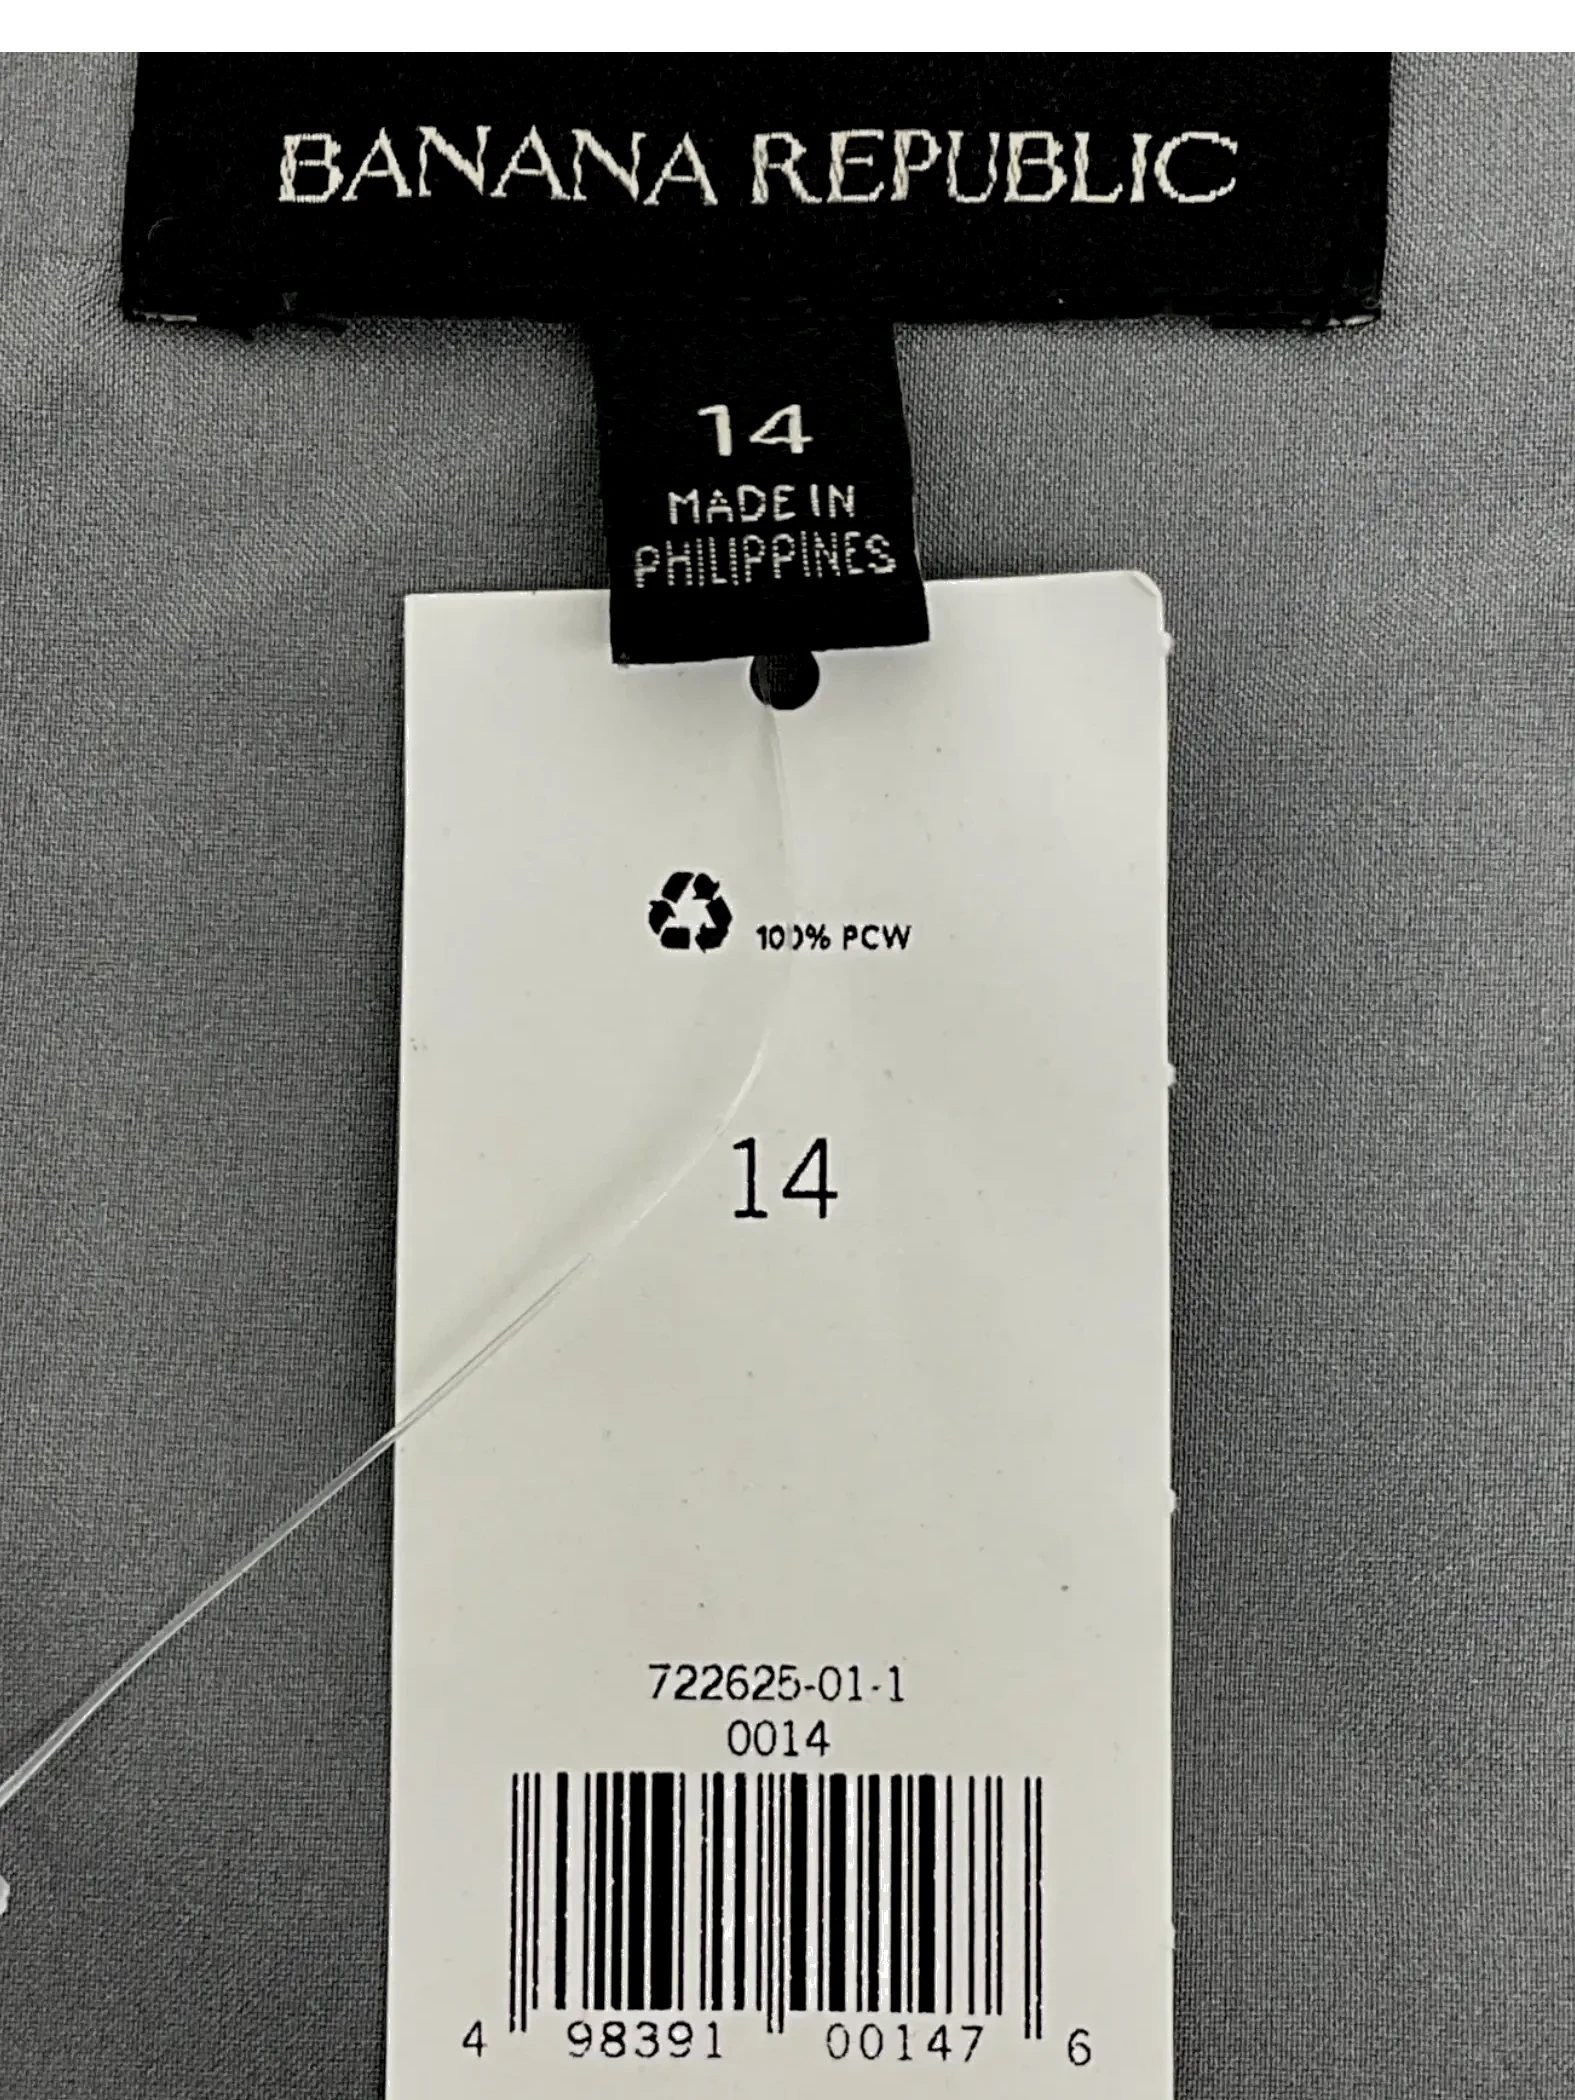 BANANA REPUBLIC
14
MADE IN
PHILIPPINES
100% PCW
14
722625-01-1
0014
4 98391 00147 6